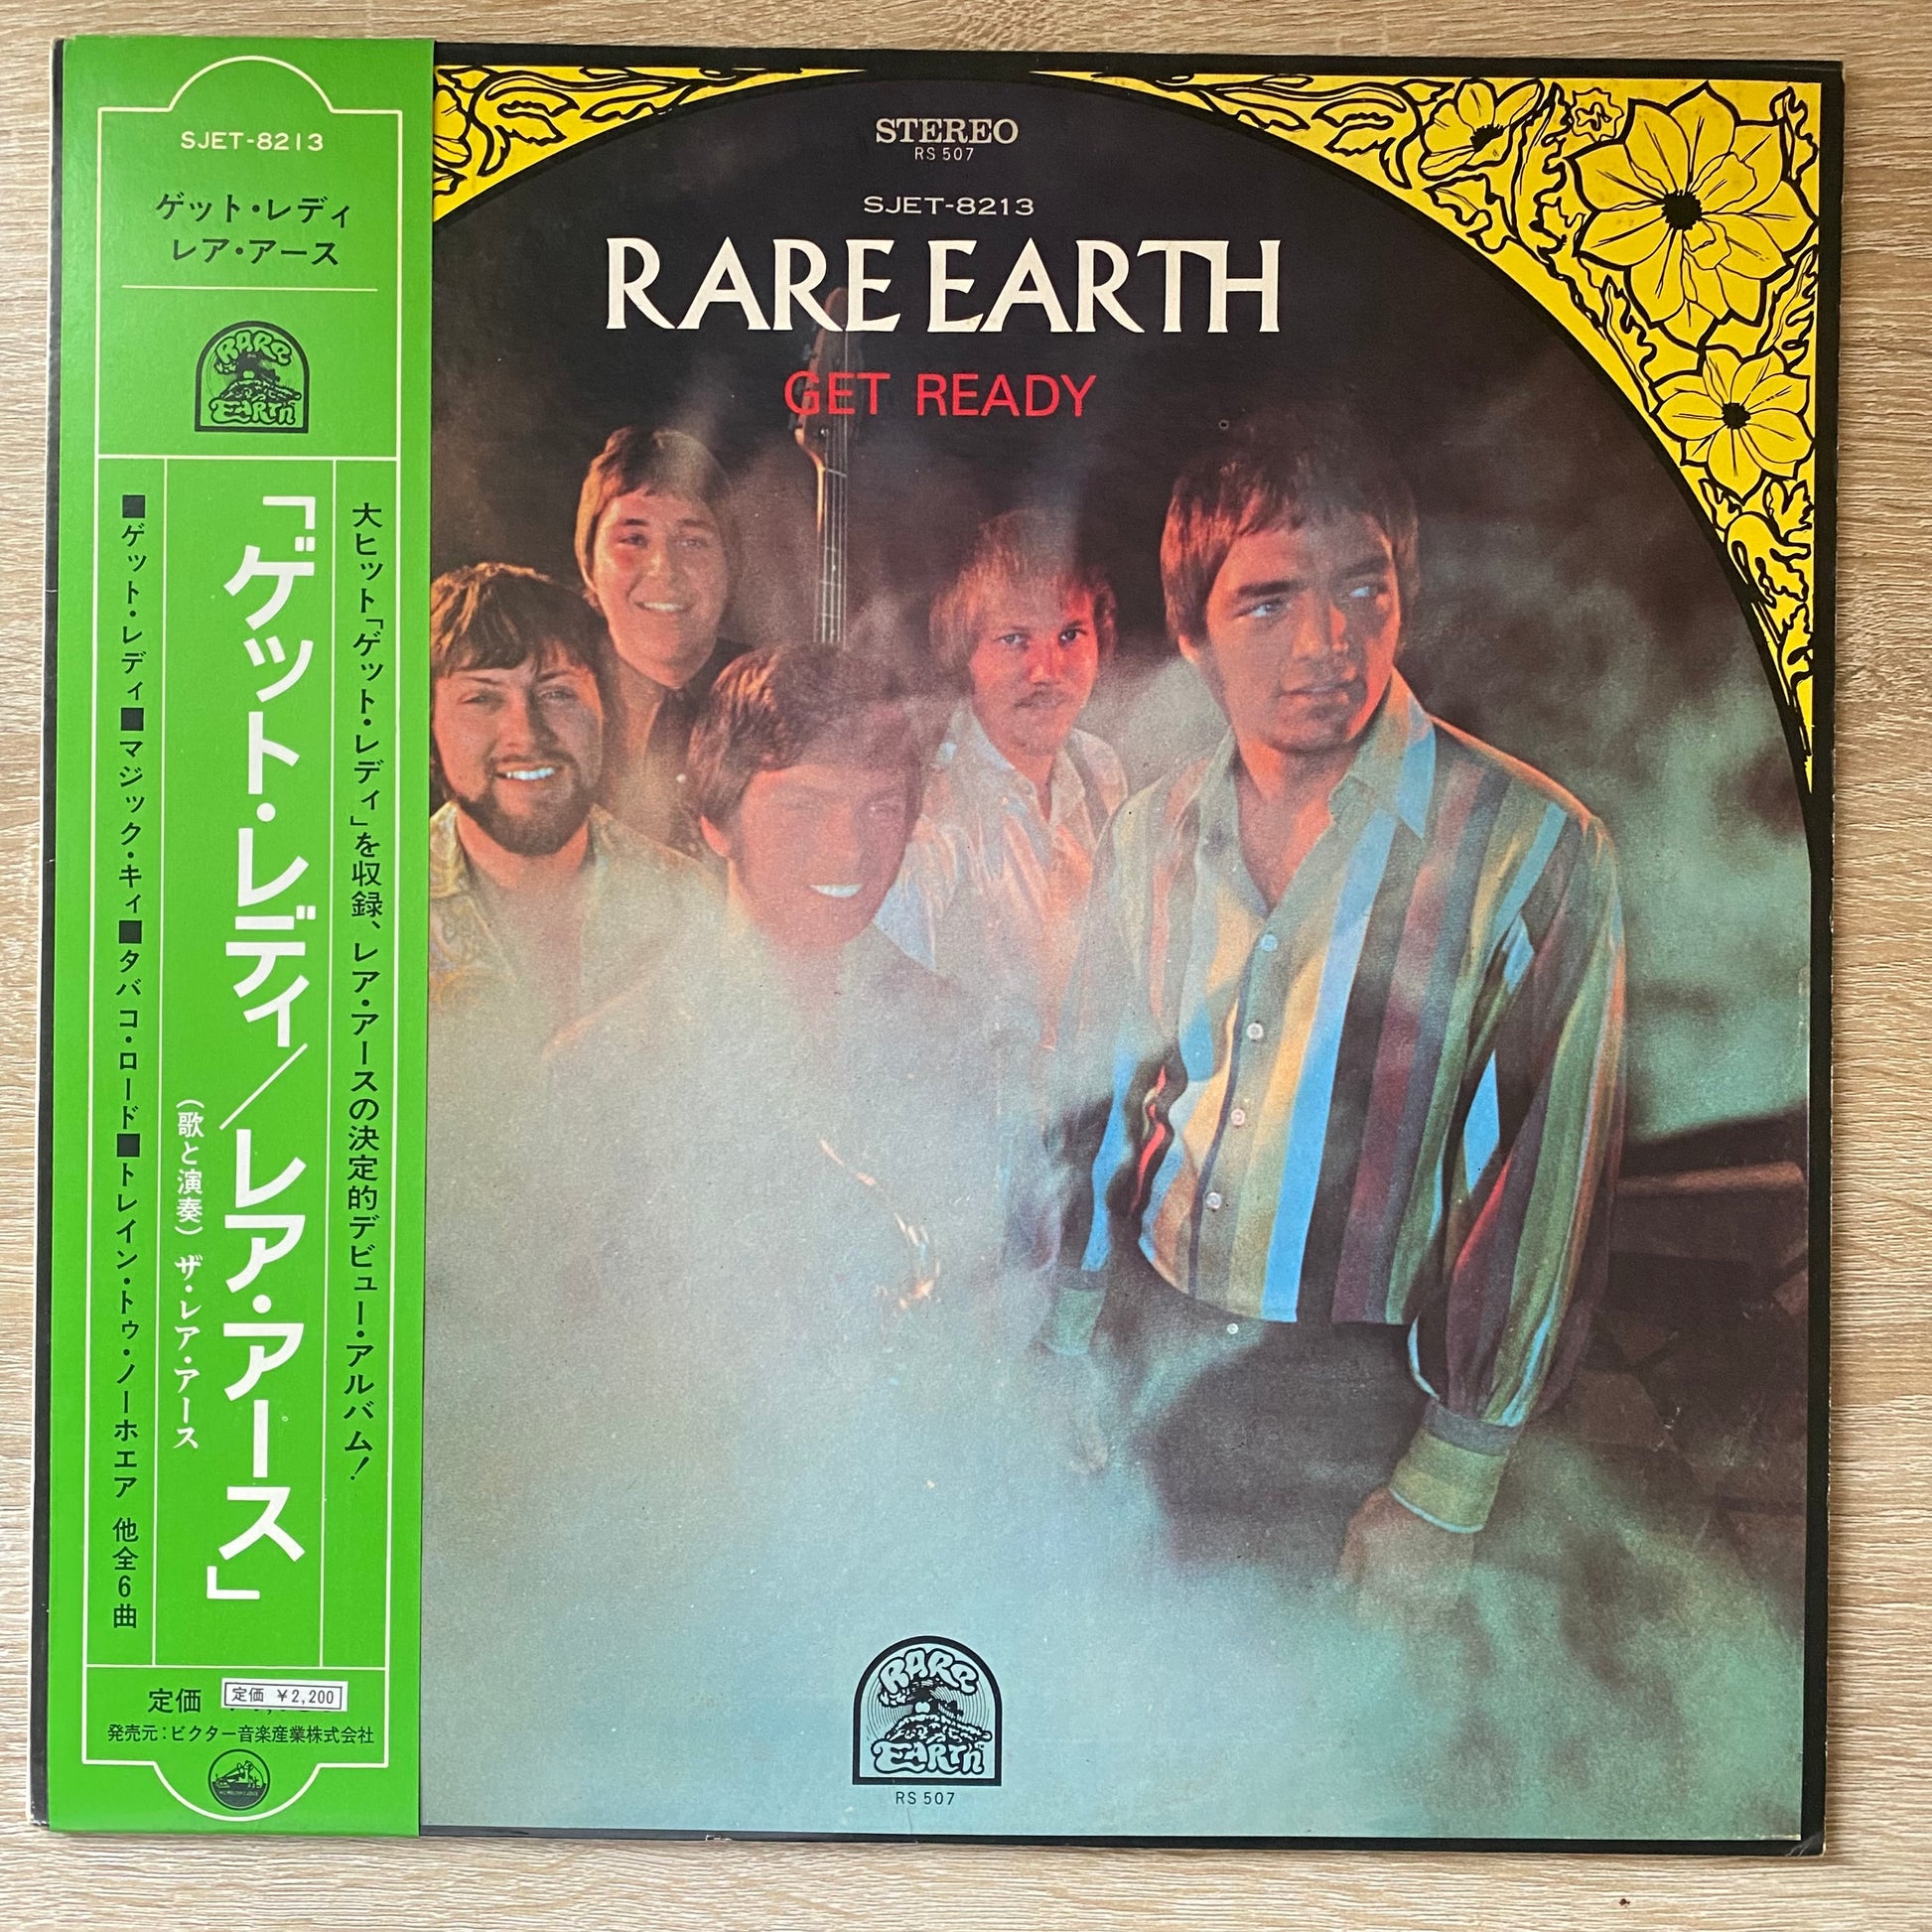 SJET-8213
ゲット・レディ
レア・アース
RARE
EARTH
大ヒット「ゲット・レディ」を収録、レア・アースの決定的デビュー・アルバム!
「ゲット・レディ/レア・アース」
(歌と演奏)ザ・レア・アース
■ゲット・レディ■マジック・キィ■タバコ・ロード■トレイン・トゥ・ノーホエア 他全6曲
定価 定価 ¥2,200
発売元:ビクター音楽産業株式会社
STEREO
RS 507
SJET-8213
RARE EARTH
GET READY
RARE
EARTH
RS 507